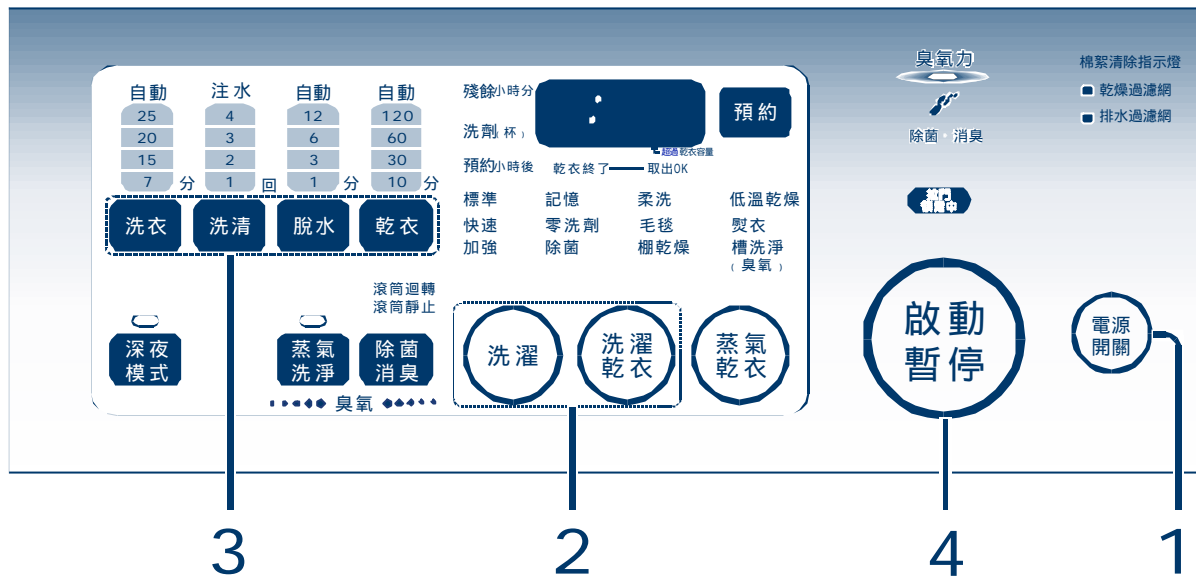 臭氧力
除菌・消臭
棉絮清除指示燈
乾燥過濾網
排水過濾網
自動 注水 自動 自動
25 4 12 120
20 3 6 60
15 2 3 30
7 分 1 回 1 分 10 分
洗衣 洗清 脫水 乾衣
殘餘小時分
洗劑(杯)
預約小時後
預約
超過乾衣容量
乾衣終了 取出OK
標準 記憶 柔洗 低溫乾燥
快速 零洗劑 毛毯 熨衣
加強 除菌 棚乾燥 槽洗淨
(臭氧)
滾筒迴轉
滾筒靜止
深夜
模式
蒸氣
洗淨
除菌
消臭
臭氧
洗濯
洗濯
乾衣
蒸氣
乾衣
啟動
暫停
電源
開關
3 2 4 1